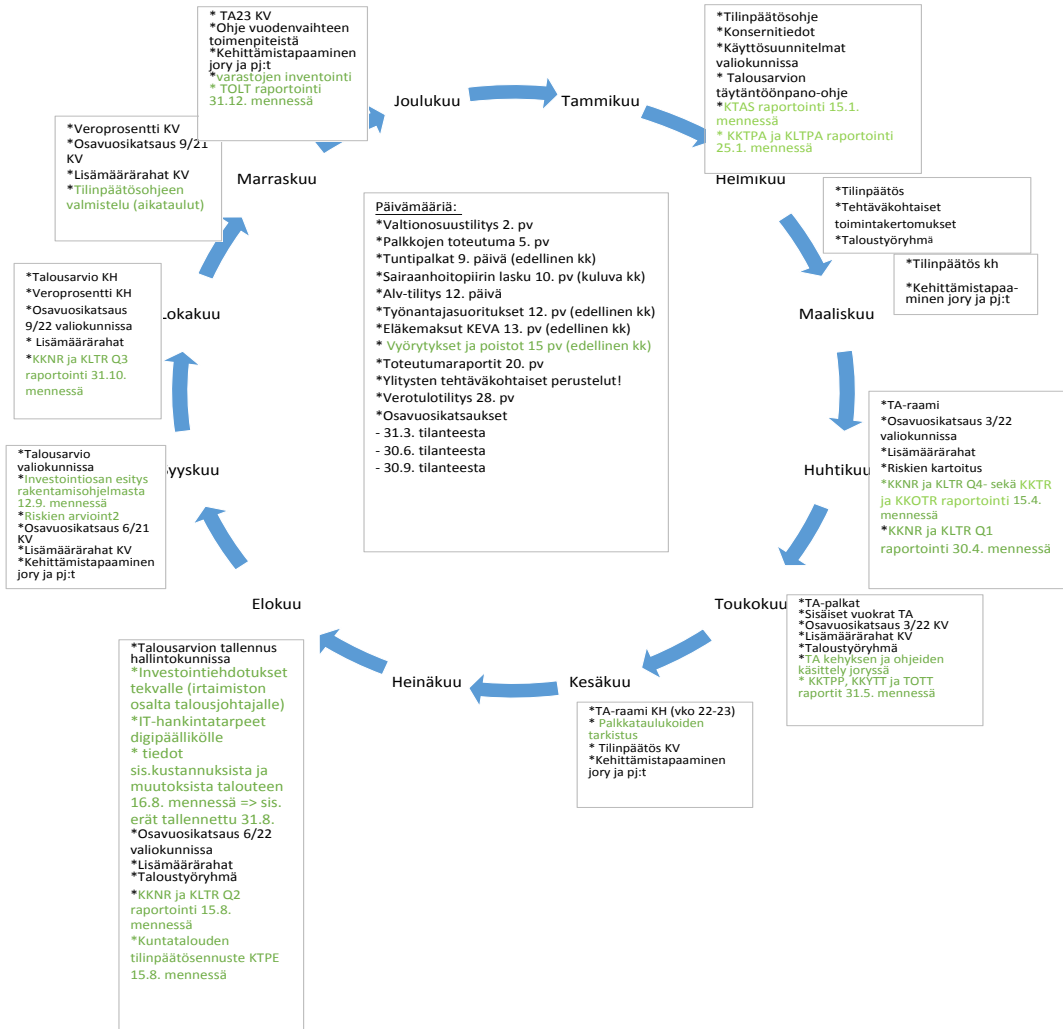 * TA23 KV
*Ohje vuodenvaihteen
toimenpiteistä
*Kehittämistapaaminen
jory ja pj:t
*varastojen inventointi
* TOLT raportointi
31.12. mennessä
Joulukuu
Tammikuu
*Tilinpäätösohje
*Konsernitiedot
*Käyttösuunnitelmat
valiokunnissa
* Talousarvion
täytäntöönpano-ohje
*KTAS raportointi 15.1.
mennessä
* KKTPA ja KLTPA raportointi
25.1. mennessä
Helmikuu
*Tilinpäätös
*Tehtäväkohtaiset
toimintakertomukset
*Taloustyöryhmä
*Tilinpäätös kh
*Kehittämistapaa-
minen jory ja pj:t
Maaliskuu
*TA-raami
*Osavuosikatsaus 3/22
valiokunnissa
*Lisämäärärahat
*Riskien kartoitus
*KKNR ja KLTR Q4- sekä KKTR
ja KKOTR raportointi 15.4.
mennessä
*KKNR ja KLTR Q1
raportointi 30.4. mennessä
Huhtikuu
Toukokuu
*TA-palkat
*Sisäiset vuokrat TA
*Osavuosikatsaus 3/22 KV
*Lisämäärärahat KV
*Taloustyöryhmä
*TA kehyksen ja ohjeiden
käsittely joryssa
* KKTPP, KKYTT ja TOTT
raportit 31.5. mennessä
Kesäkuu
*TA-raami KH (vko 22-23)
* Palkkataulukoiden
tarkistus
* Tilinpäätös KV
*Kehittämistapaaminen
jory ja pj:t
Heinäkuu
Elokuu
*Talousarvion tallennus
hallintokunnissa
*Investointiehdotukset
tekvalle (irtaimiston
osalta talousjohtajalle)
*IT-hankintatarpeet
digipäällikölle
* tiedot
sis.kustannuksista ja
muutoksista talouteen
16.8. mennessä => sis.
erät tallennettu 31.8.
*Osavuosikatsaus 6/22
valiokunnissa
*Lisämäärärahat
*Taloustyöryhmä
*KKNR ja KLTR Q2
raportointi 15.8.
mennessä
*Kuntatalouden
tilinpäätösennuste KTPE
15.8. mennessä
Syyskuu
*Talousarvio
valiokunnissa
*Investointiosan esitys
rakentamisohjelmasta
12.9. mennessä
*Riskien arvioint2
*Osavuosikatsaus 6/21
KV
*Lisämäärärahat KV
*Kehittämistapaaminen
jory ja pj:t
Lokakuu
*Talousarvio KH
*Veroprosentti KH
*Osavuosikatsaus
9/22 valiokunnissa
* Lisämäärärahat
*KKNR ja KLTR Q3
raportointi 31.10.
mennessä
Marraskuu
*Veroprosentti KV
*Osavuosikatsaus 9/21
KV
*Lisämäärärahat KV
*Tilinpäätösohjeen
valmistelu (aikataulut)
Päivämääriä:
*Valtionosuustilitys 2. pv
*Palkkojen toteutuma 5. pv
*Tuntipalkat 9. päivä (edellinen kk)
*Sairaanhoitopiirin lasku 10. pv (kuluva kk)
*Alv-tilitys 12. päivä
*Työnantajasuoritukset 12. pv (edellinen kk)
*Eläkemaksut KEVA 13. pv (edellinen kk)
* Vyörytykset ja poistot 15 pv (edellinen kk)
*Toteutumaraportit 20. pv
*Ylitysten tehtäväkohtaiset perustelut!
*Verotulotilitys 28. pv
*Osavuosikatsaukset
- 31.3. tilanteesta
- 30.6. tilanteesta
- 30.9. tilanteesta